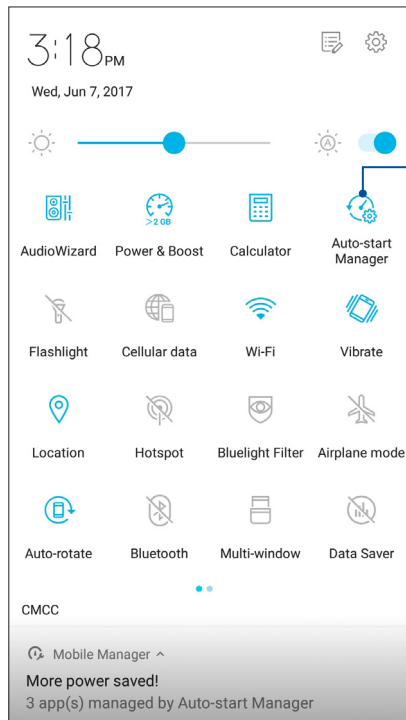 3:18PM
Wed, Jun 7, 2017
A
>2 GB
AudioWizard Power & Boost Calculator Auto-start Manager
Flashlight Cellular data Wi-Fi Vibrate
Location Hotspot Bluelight Filter Airplane mode
Auto-rotate Bluetooth Multi-window Data Saver
CMCC
Mobile Manager
More power saved!
3 app(s) managed by Auto-start Manager